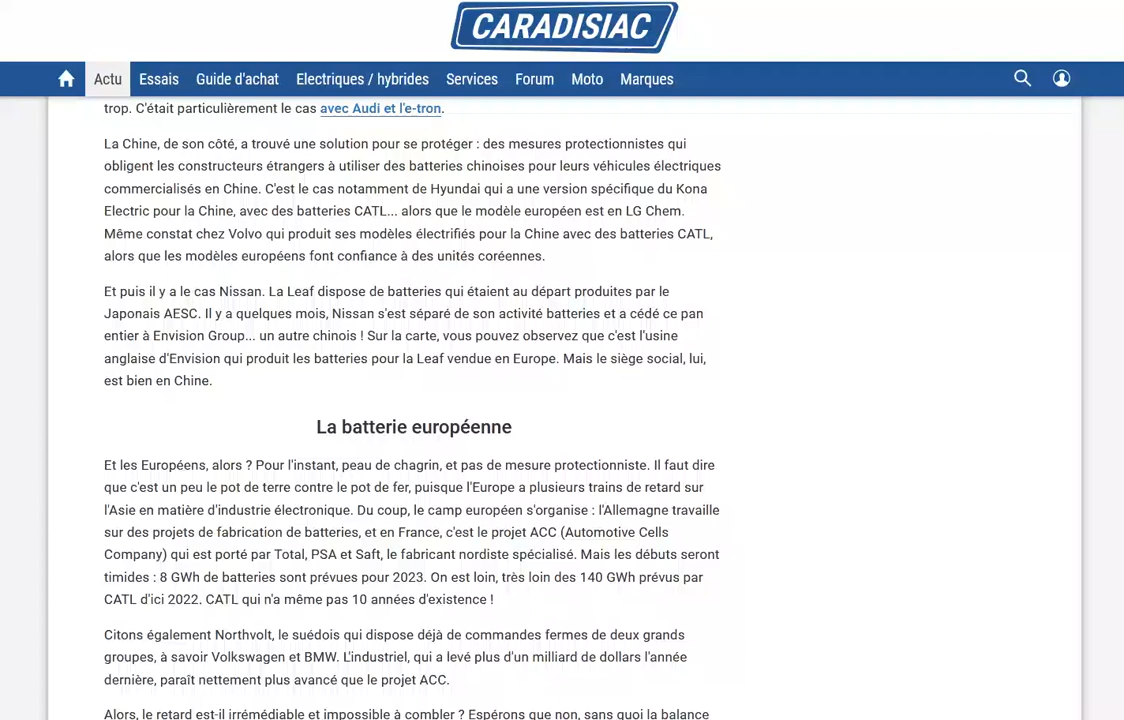 CARADISIAC
Actu Essais Guide d'achat Electriques / hybrides Services Forum Moto Marques
trop. C'était particulièrement le cas avec Audi et l'e-tron.
La Chine, de son côté, a trouvé une solution pour se protéger : des mesures protectionnistes qui
obligent les constructeurs étrangers à utiliser des batteries chinoises pour leurs véhicules électriques
commercialisés en Chine. C'est le cas notamment de Hyundai qui a une version spécifique du Kona
Electric pour la Chine, avec des batteries CATL... alors que le modèle européen est en LG Chem.
Même constat chez Volvo qui produit ses modèles électrifiés pour la Chine avec des batteries CATL,
alors que les modèles européens font confiance à des unités coréennes.
Et puis il y a le cas Nissan. La Leaf dispose de batteries qui étaient au départ produites par le
Japonais AESC. Il y a quelques mois, Nissan s'est séparé de son activité batteries et a cédé ce pan
entier à Envision Group... un autre chinois ! Sur la carte, vous pouvez observez que c'est l'usine
anglaise d'Envision qui produit les batteries pour la Leaf vendue en Europe. Mais le siège social, lui,
est bien en Chine.
La batterie européenne
Et les Européens, alors ? Pour l'instant, peau de chagrin, et pas de mesure protectionniste. Il faut dire
que c'est un peu le pot de terre contre le pot de fer, puisque l'Europe a plusieurs trains de retard sur
l'Asie en matière d'industrie électronique. Du coup, le camp européen s'organise : l'Allemagne travaille
sur des projets de fabrication de batteries, et en France, c'est le projet ACC (Automotive Cells
Company) qui est porté par Total, PSA et Saft, le fabricant nordiste spécialisé. Mais les débuts seront
timides : 8 GWh de batteries sont prévues pour 2023. On est loin, très loin des 140 GWh prévus par
CATL d'ici 2022. CATL qui n'a même pas 10 années d'existence !
Citons également Northvolt, le suédois qui dispose déjà de commandes fermes de deux grands
groupes, à savoir Volkswagen et BMW. L'industriel, qui a levé plus d'un milliard de dollars l'année
dernière, paraît nettement plus avancé que le projet ACC.
Alors, le retard est-il irrémédiable et impossible à combler ? Espérons que non, sans quoi la balance